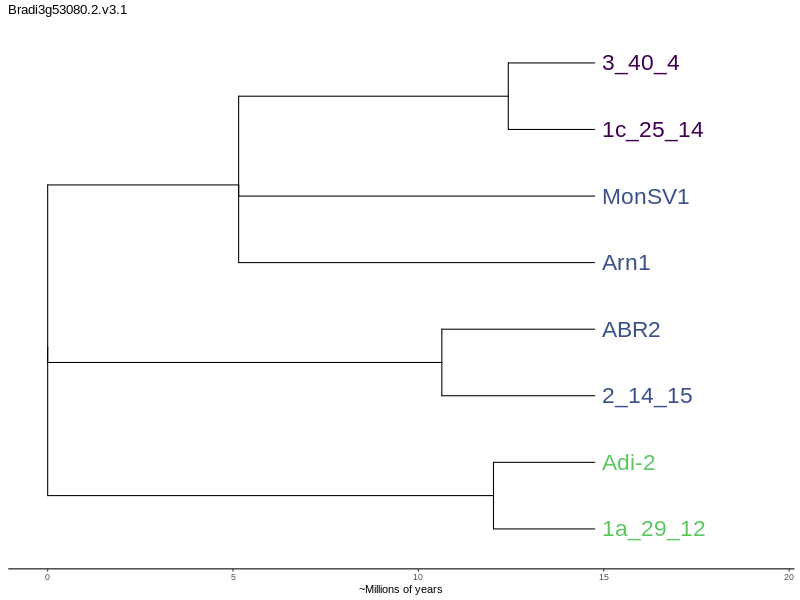 Bradi3g53080.2.v3.1
3_40_4
1c_25_14
MonSV1
Arn1
ABR2
2_14_15
Adi-2
1a_29_12
0 5 10 15 20
~Millions of years